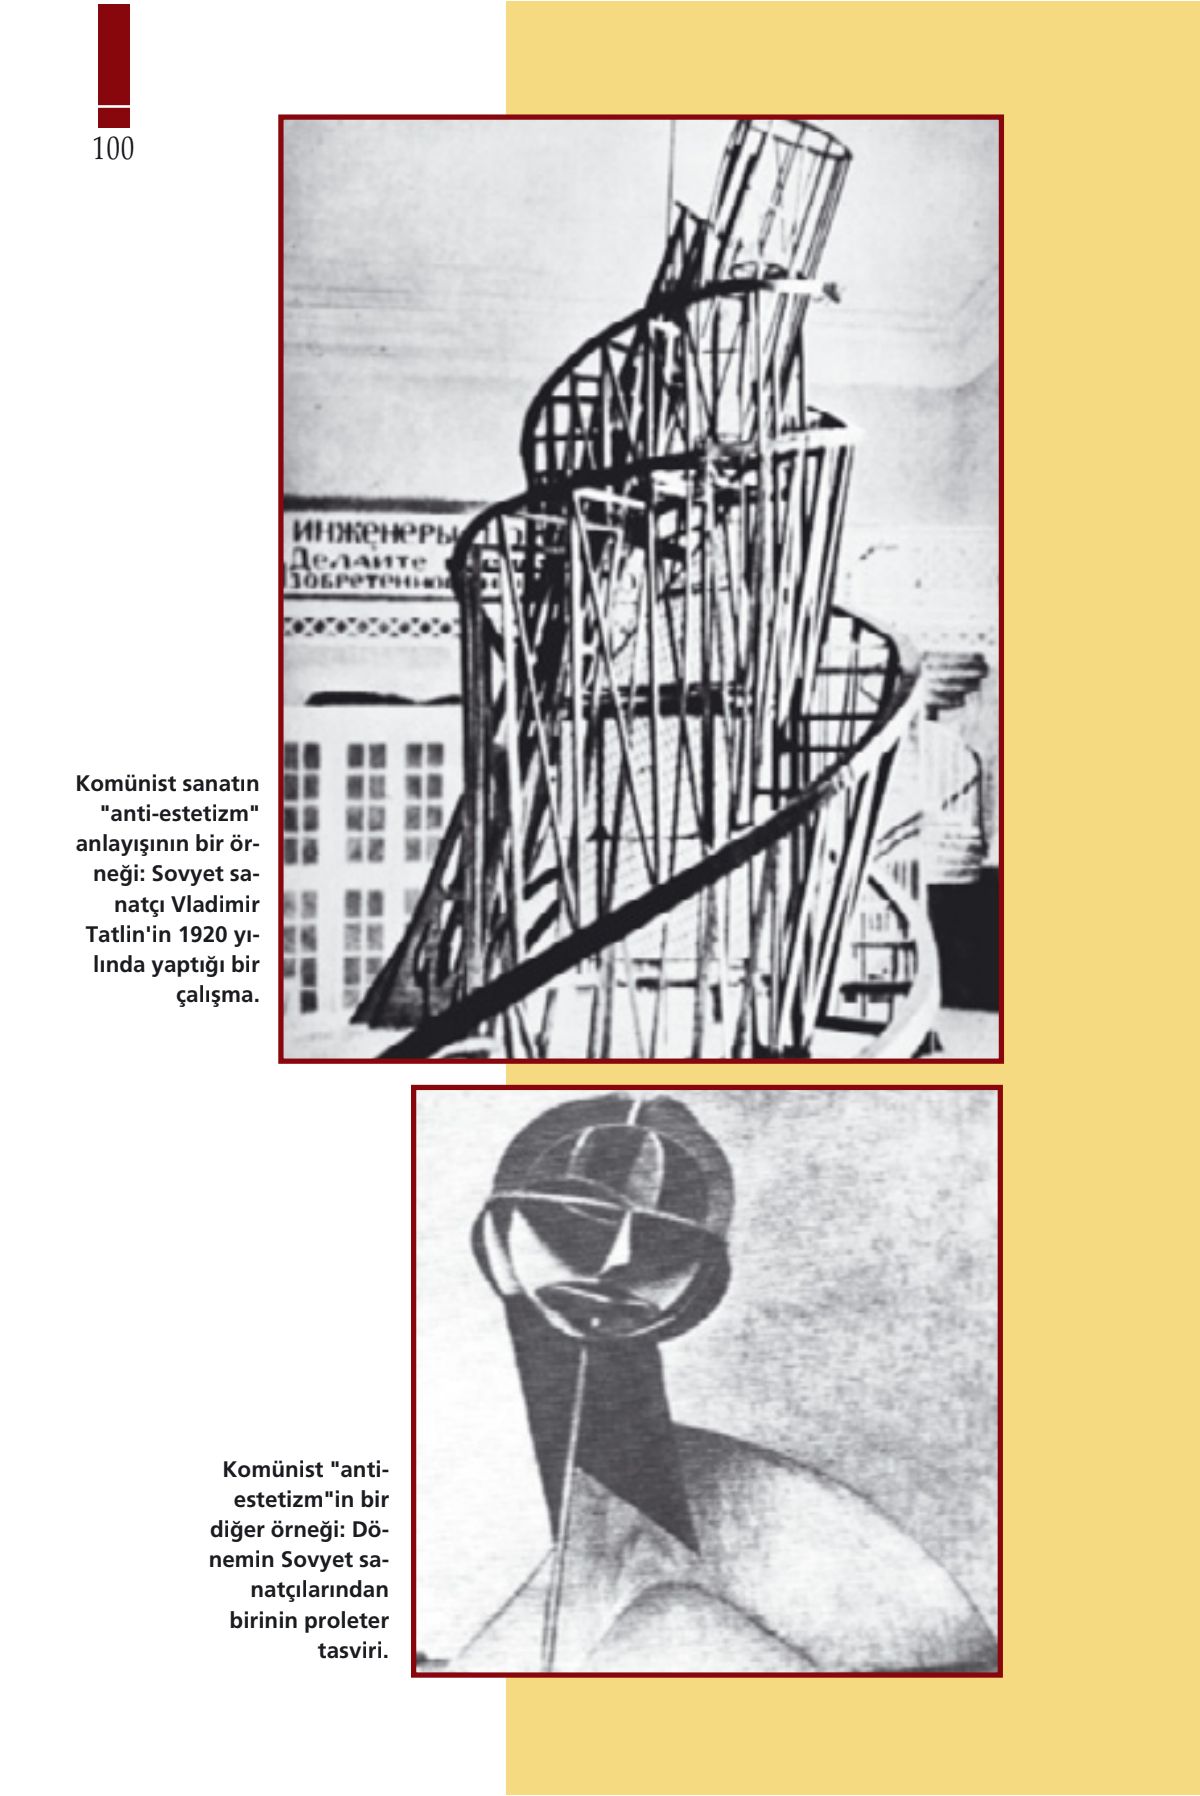 100
ИНЖЕНЕРЫ
Делайте
Komünist sanatın
"anti-estetizm"
anlayışının bir ör-
neği: Sovyet sa-
natçı Vladimir
Tatlin'in 1920 yı-
lında yaptığı bir
çalışma.
Komünist "anti-
estetizm"in bir
diğer örneği: Dö-
nemin Sovyet sa-
natçılarından
birinin proleter
tasviri.